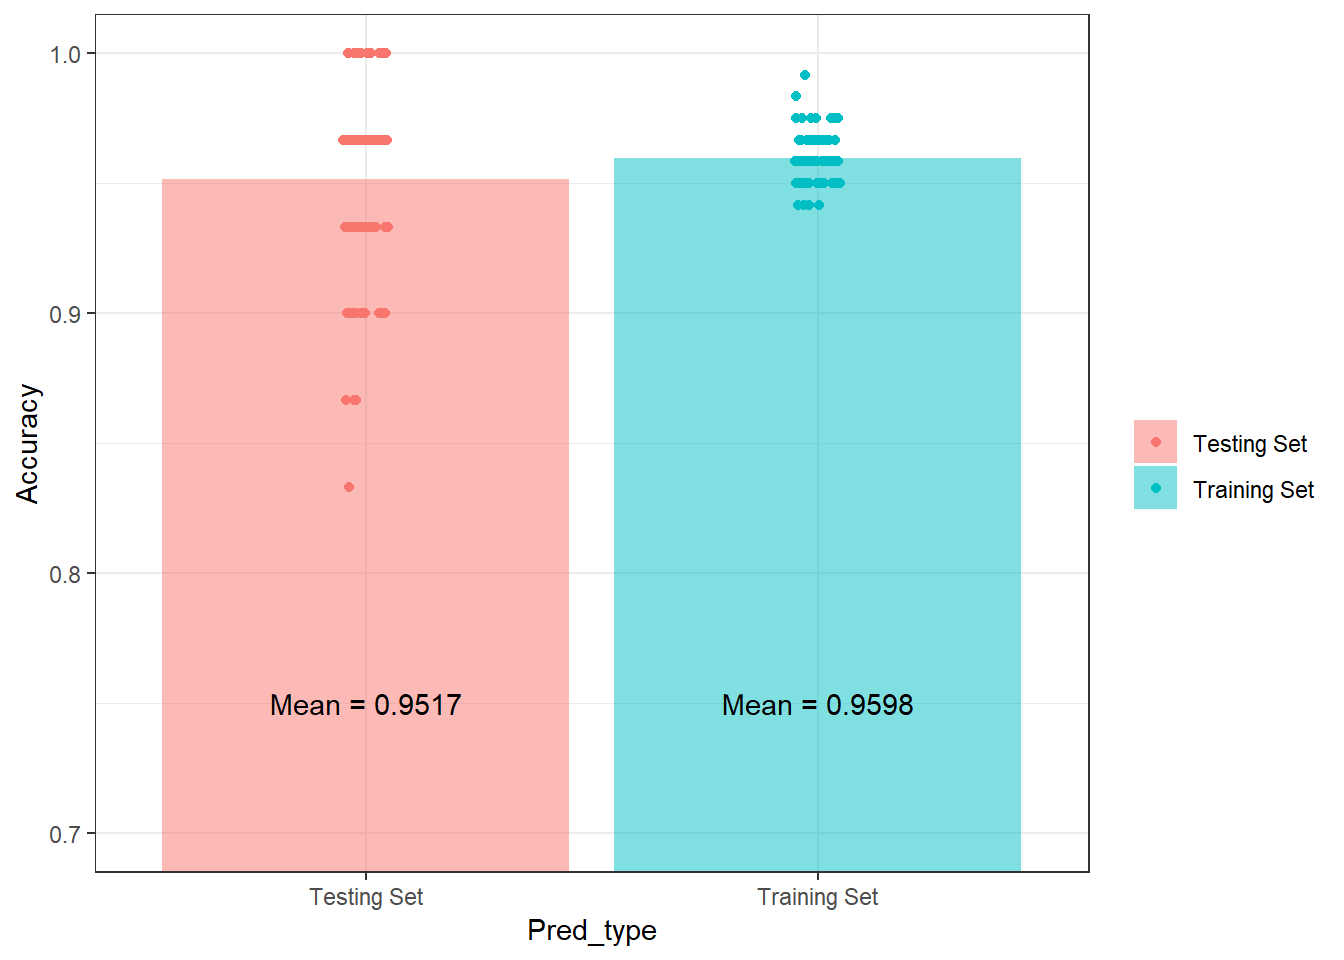 1.0
0.9
0.8
0.7
Accuracy
Mean = 0.9517
Mean = 0.9598
Testing Set
Training Set
Pred_type
Testing Set
Training Set